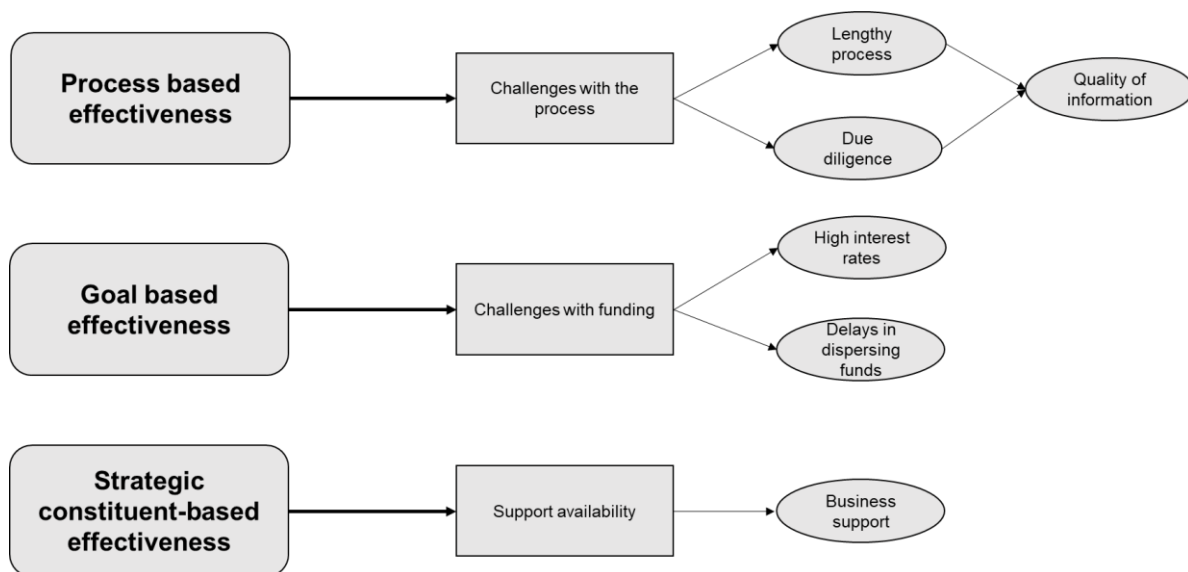 Process based
effectiveness
Challenges with the
process
Lengthy
process
Due
diligence
Quality of
information
Goal based
effectiveness
Challenges with funding
High interest
rates
Delays in
dispersing
funds
Strategic
constituent-based
effectiveness
Support availability
Business
support